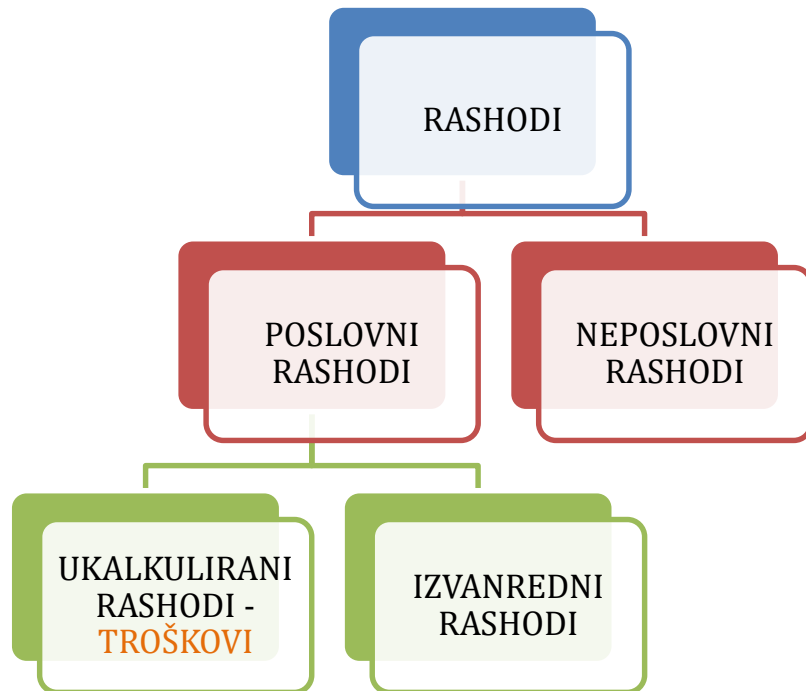 RASHODI
POSLOVNI
RASHODI
NEPOSLOVNI
RASHODI
UKALKULIRANI
RASHODI -
TROŠKOVI
IZVANREDNI
RASHODI